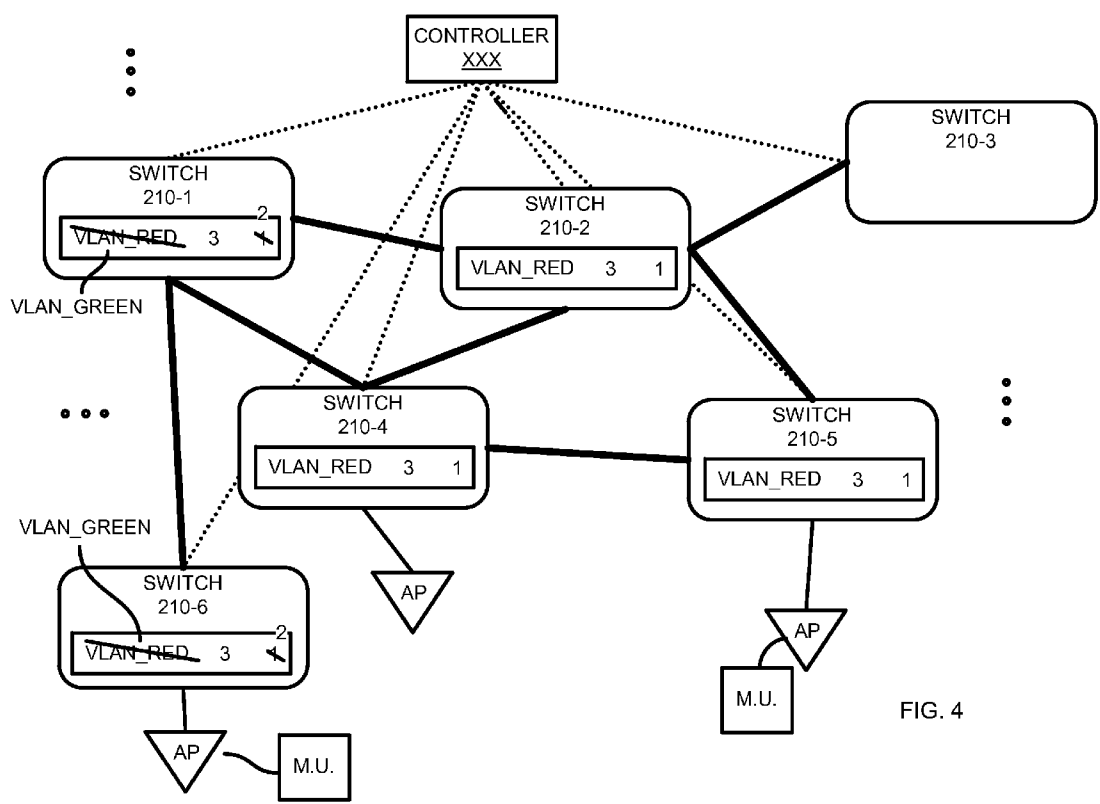 CONTROLLER
XXX
SWITCH
210-3
SWITCH
210-1
2
VLAN_RED 3 1
VLAN_GREEN
SWITCH
210-2
VLAN_RED 3 1
SWITCH
210-4
VLAN_RED 3 1
SWITCH
210-5
VLAN_RED 3 1
VLAN_GREEN
SWITCH
210-6
2
VLAN_RED 3 1
AP
AP
M.U.
FIG. 4
AP
M.U.